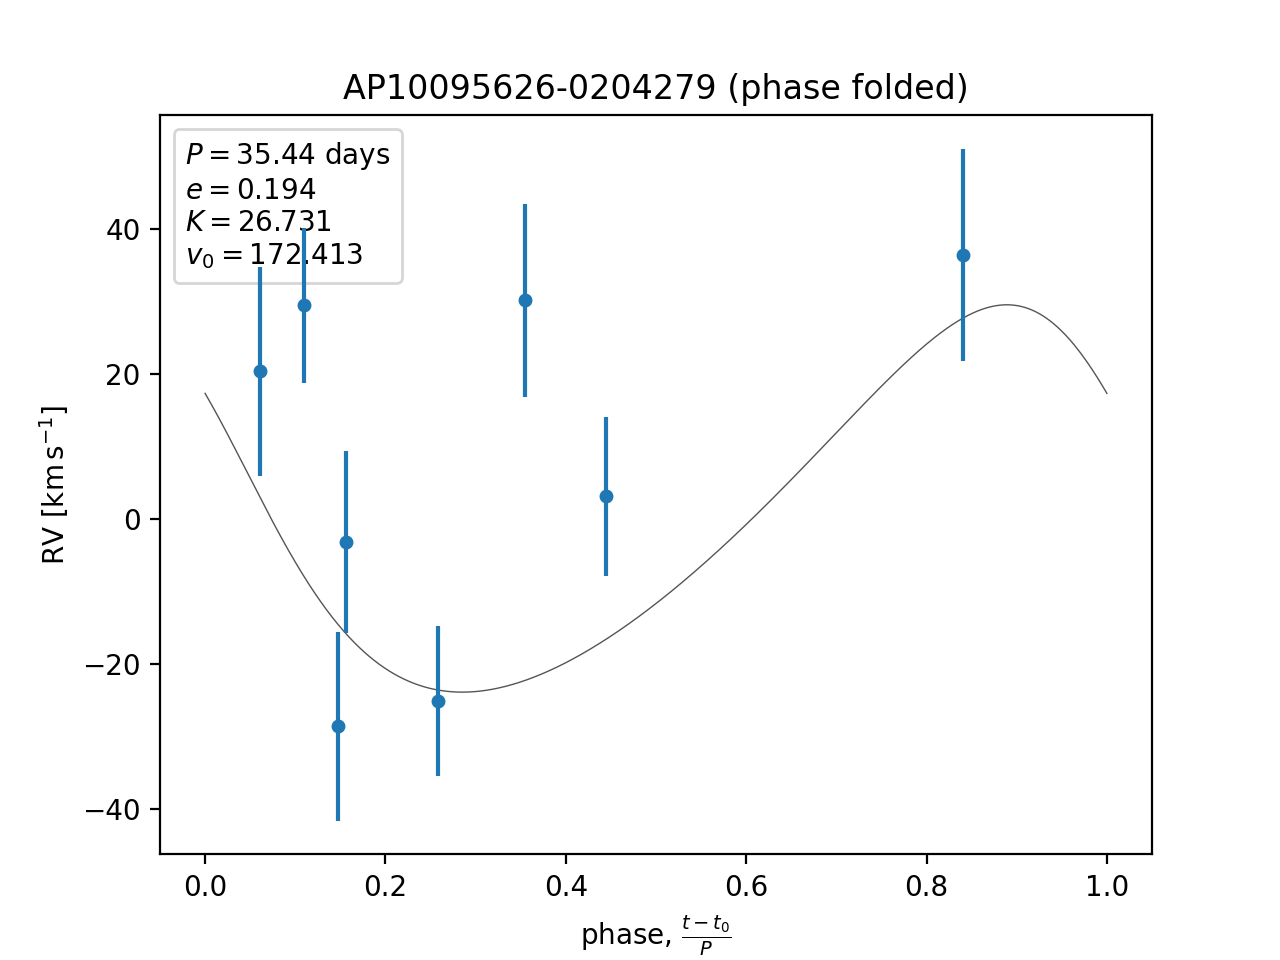 AP10095626-0204279 (phase folded)
P = 35.44 days
e = 0.194
K = 26.731
v₀ = 172.413
40
20
0
−20
−40
RV [km s⁻¹]
0.0 0.2 0.4 0.6 0.8 1.0
phase, (t − t₀)/P